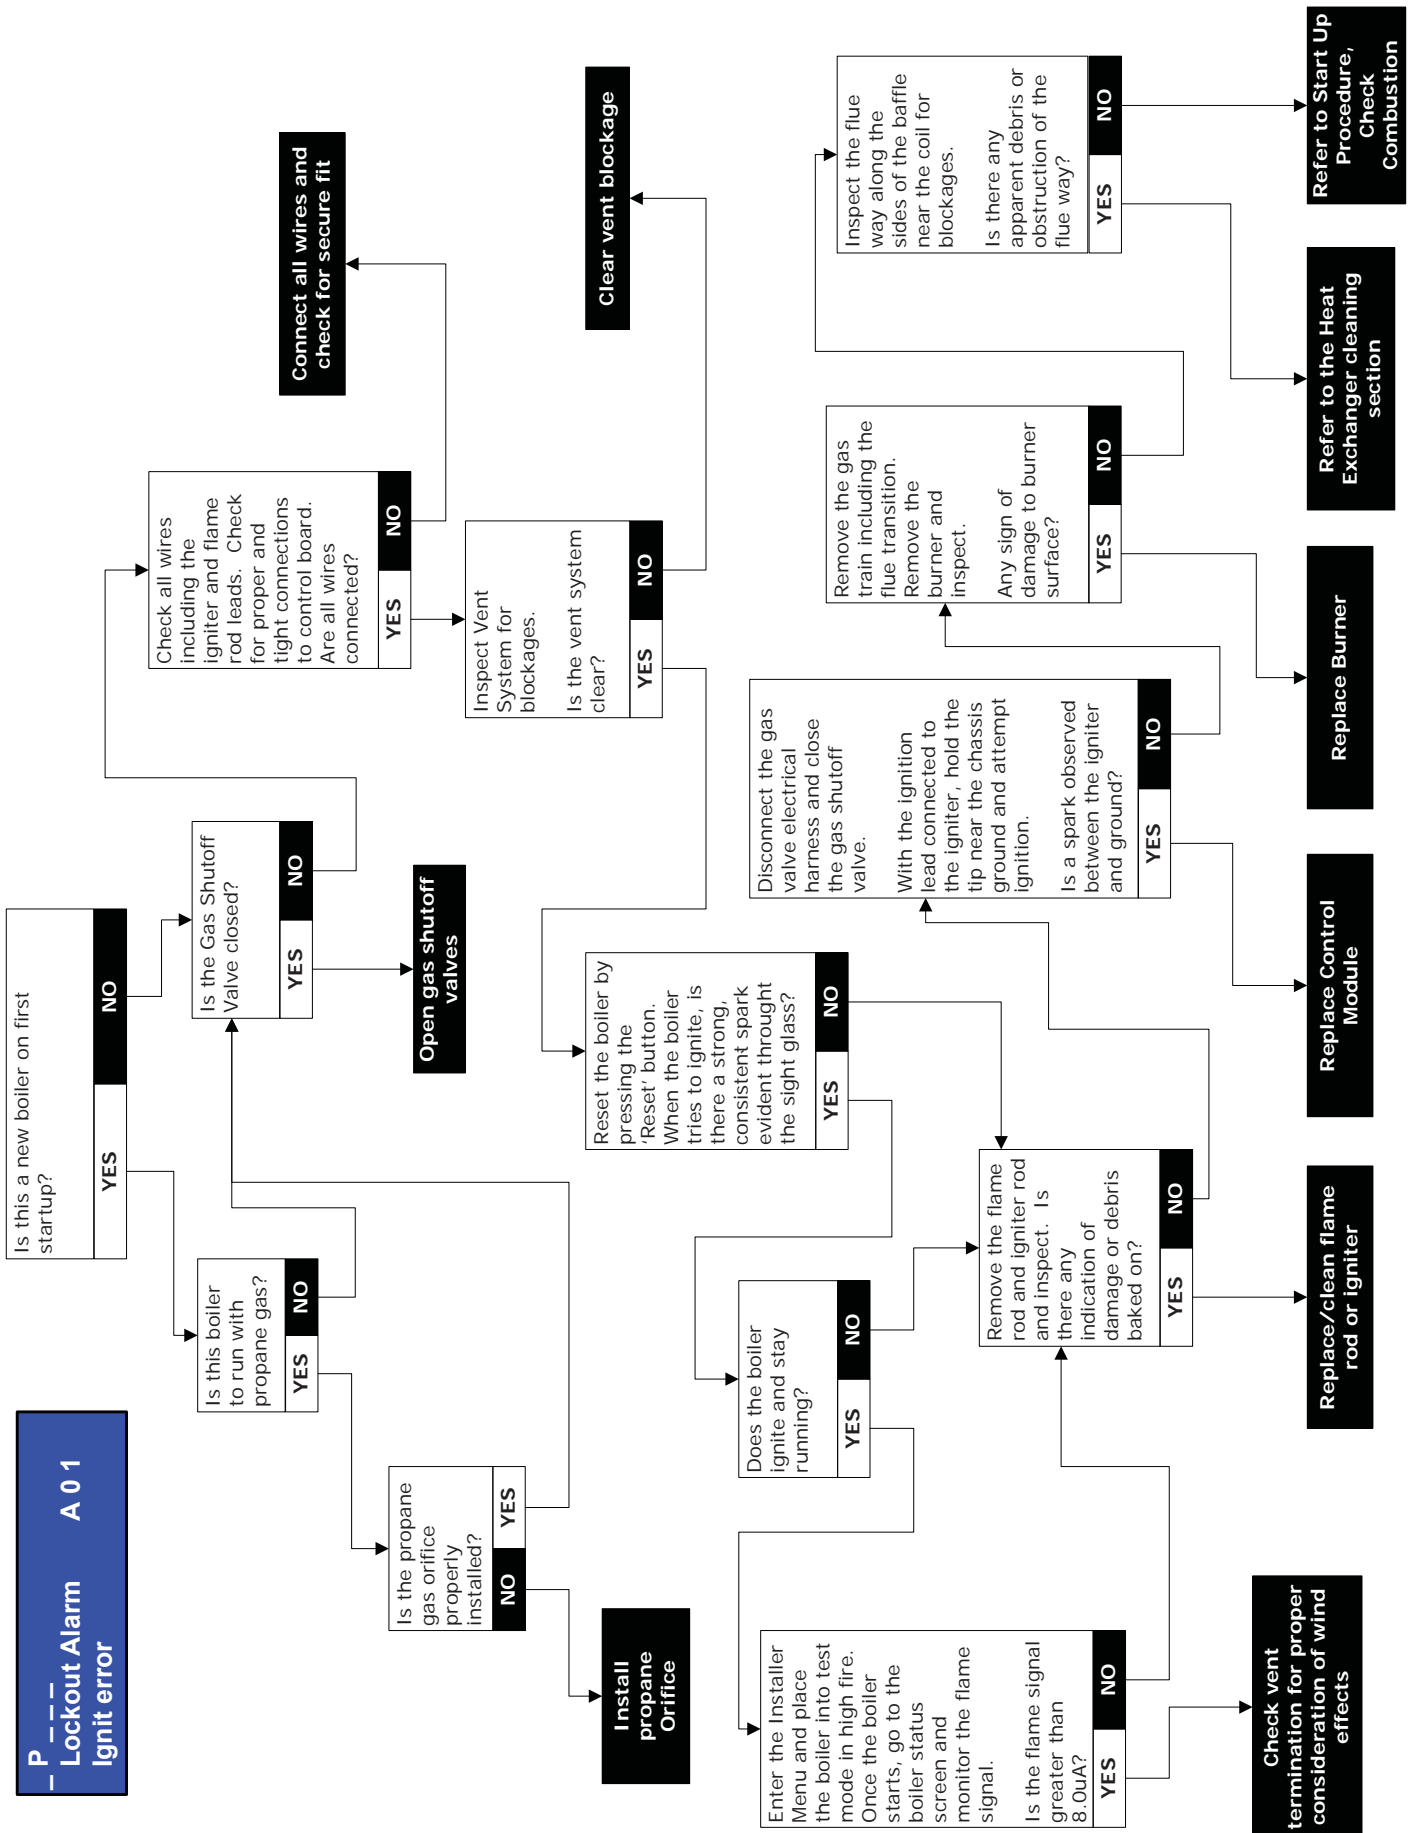 _ P _ _ _
Lockout Alarm A 0 1
Ignit error
Is this a new boiler on first
startup?
YES
NO
Is this boiler
to run with
propane gas?
YES
NO
Is the Gas Shutoff
Valve closed?
YES
NO
Check all wires
including the
igniter and flame
rod leads. Check
for proper and
tight connections
to control board.
Are all wires
connected?
YES
NO
Connect all wires and
check for secure fit
Is the propane
gas orifice
properly
installed?
NO
YES
Open gas shutoff
valves
Inspect Vent
System for
blockages.
Is the vent system
clear?
YES
NO
Clear vent blockage
Install
propane
Orifice
Reset the boiler by
pressing the
'Reset' button.
When the boiler
tries to ignite, is
there a strong,
consistent spark
evident throught
the sight glass?
YES
NO
Does the boiler
ignite and stay
running?
YES
NO
Enter the Installer
Menu and place
the boiler into test
mode in high fire.
Once the boiler
starts, go to the
boiler status
screen and
monitor the flame
signal.
Is the flame signal
greater than
8.0uA?
YES
NO
Remove the flame
rod and igniter rod
and inspect. Is
there any
indication of
damage or debris
baked on?
YES
NO
Disconnect the gas
valve electrical
harness and close
the gas shutoff
valve.
With the ignition
lead connected to
the igniter, hold the
tip near the chassis
ground and attempt
ignition.
Is a spark observed
between the igniter
and ground?
YES
NO
Remove the gas
train including the
flue transition.
Remove the
burner and
inspect.
Any sign of
damage to burner
surface?
YES
NO
Inspect the flue
way along the
sides of the baffle
near the coil for
blockages.
Is there any
apparent debris or
obstruction of the
flue way?
YES
NO
Check vent
termination for proper
consideration of wind
effects
Replace/clean flame
rod or igniter
Replace Control
Module
Replace Burner
Refer to the Heat
Exchanger cleaning
section
Refer to Start Up
Procedure,
Check
Combustion